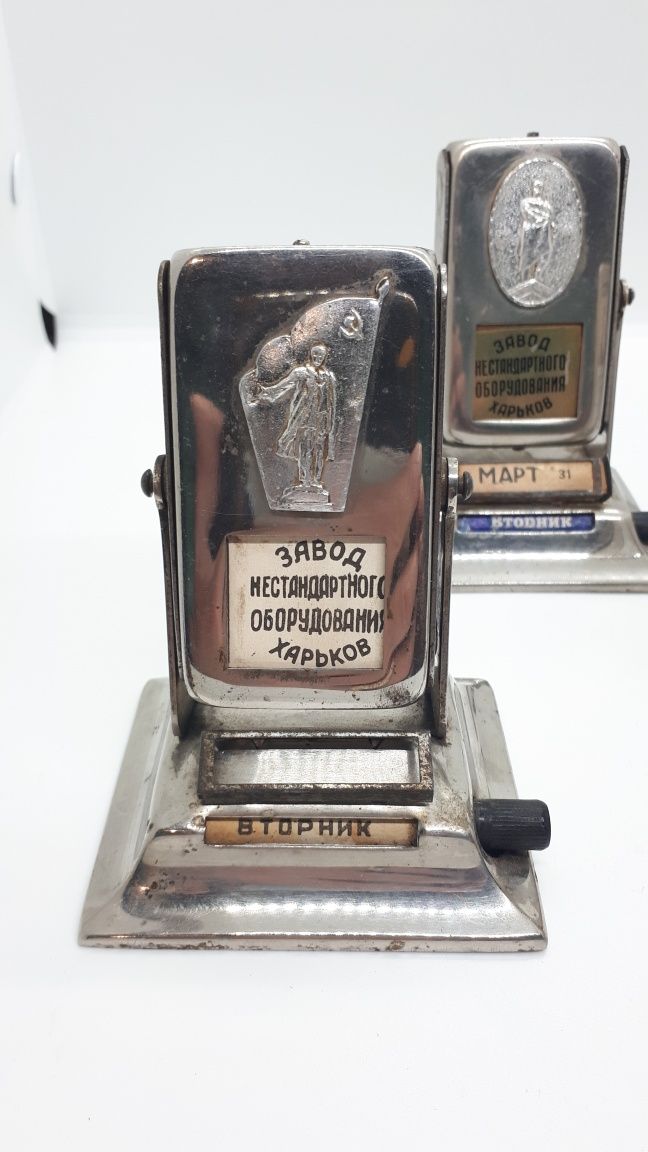 ЗАВОД
НЕСТАНДАРТНОГО
ОБОРУДОВАНИЯ
ХАРЬКОВ
ВТОРНИК
ЗАВОД
НЕСТАНДАРТНОГО
ОБОРУДОВАНИЯ
ХАРЬКОВ
МАРТ 31
ВТОРНИК